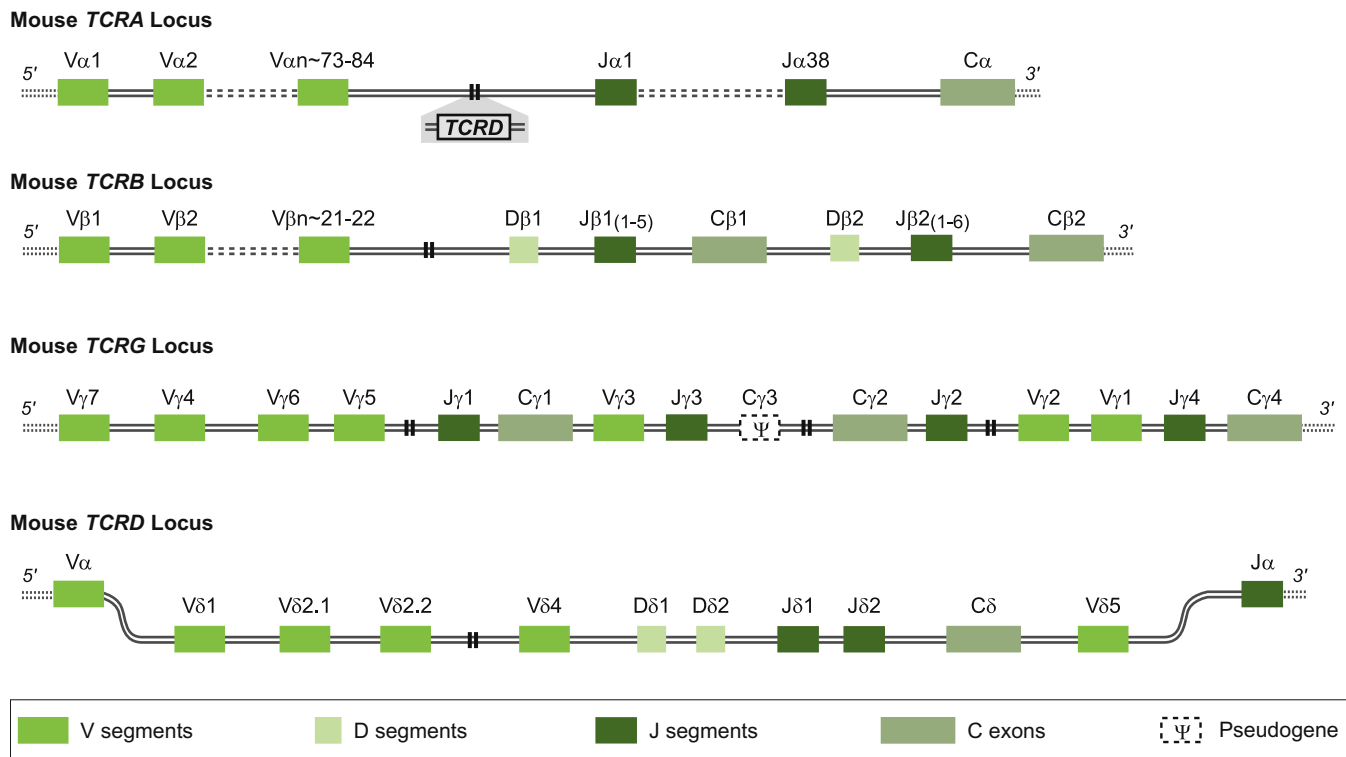 Mouse TCRA Locus
5′ Vα1 Vα2 Vαn~73-84 Jα1 Jα38 Cα 3′
TCRD
Mouse TCRB Locus
5′ Vβ1 Vβ2 Vβn~21-22 Dβ1 Jβ1(1-5) Cβ1 Dβ2 Jβ2(1-6) Cβ2 3′
Mouse TCRG Locus
5′ Vγ7 Vγ4 Vγ6 Vγ5 Jγ1 Cγ1 Vγ3 Jγ3 Cγ3 Cγ2 Jγ2 Vγ2 Vγ1 Jγ4 Cγ4 3′
Ψ
Mouse TCRD Locus
5′ Vα Jα 3′
Vδ1 Vδ2.1 Vδ2.2 Vδ4 Dδ1 Dδ2 Jδ1 Jδ2 Cδ Vδ5
V segments D segments J segments C exons Ψ Pseudogene